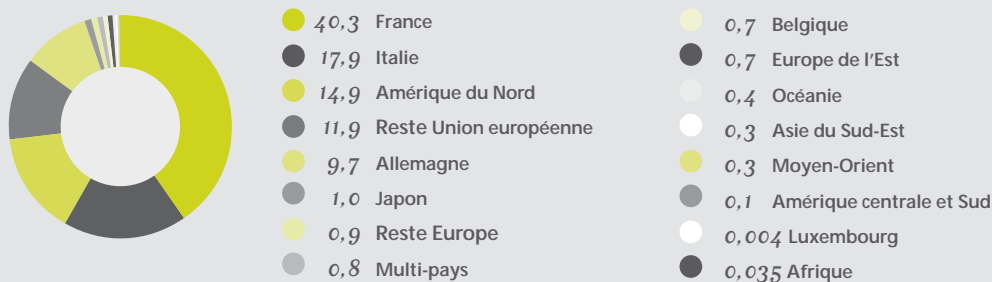 40,3 France
17,9 Italie
14,9 Amérique du Nord
11,9 Reste Union européenne
9,7 Allemagne
1,0 Japon
0,9 Reste Europe
0,8 Multi-pays
0,7 Belgique
0,7 Europe de l'Est
0,4 Océanie
0,3 Asie du Sud-Est
0,3 Moyen-Orient
0,1 Amérique centrale et Sud
0,004 Luxembourg
0,035 Afrique